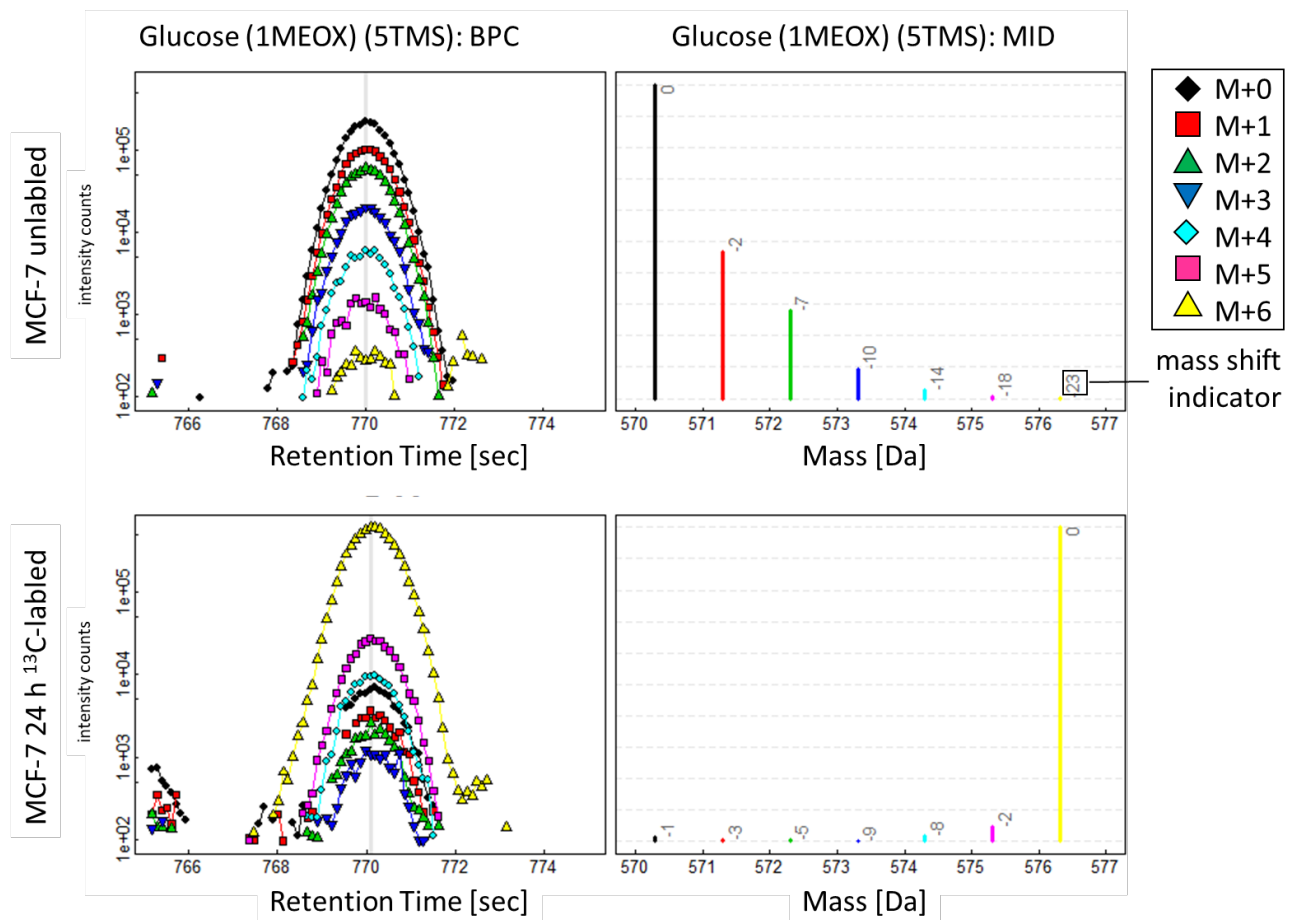 Glucose (1MEOX) (5TMS): BPC
Glucose (1MEOX) (5TMS): MID
MCF-7 unlabled
intensity counts
1e+05
1e+04
1e+03
1e+02
766 768 770 772 774
Retention Time [sec]
0
-2
-7
-10
-14
-18
-23
570 571 572 573 574 575 576 577
Mass [Da]
M+0
M+1
M+2
M+3
M+4
M+5
M+6
mass shift
indicator
MCF-7 24 h ¹³C-labled
intensity counts
1e+05
1e+04
1e+03
1e+02
766 768 770 772 774
Retention Time [sec]
-1
-3
-5
-9
-8
-2
0
570 571 572 573 574 575 576 577
Mass [Da]